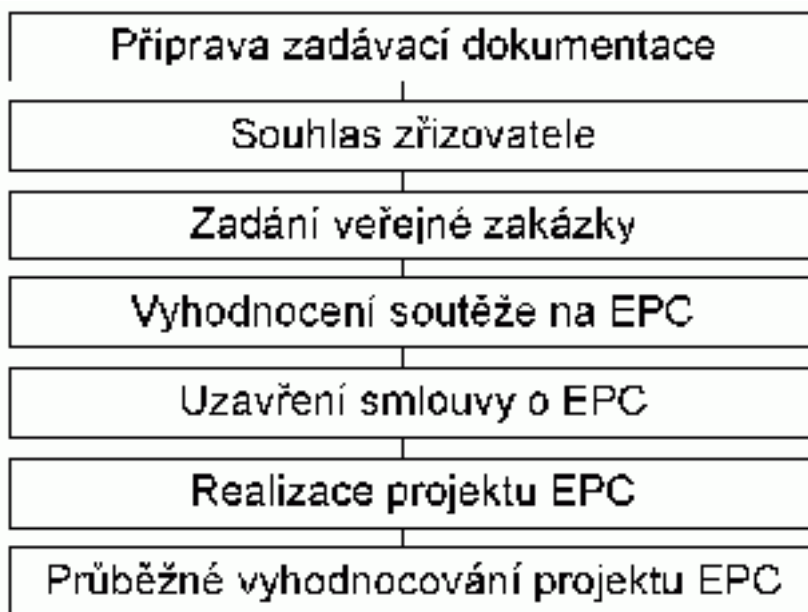 Příprava zadávací dokumentace
Souhlas zřizovatele
Zadání veřejné zakázky
Vyhodnocení soutěže na EPC
Uzavření smlouvy o EPC
Realizace projektu EPC
Průběžné vyhodnocování projektu EPC